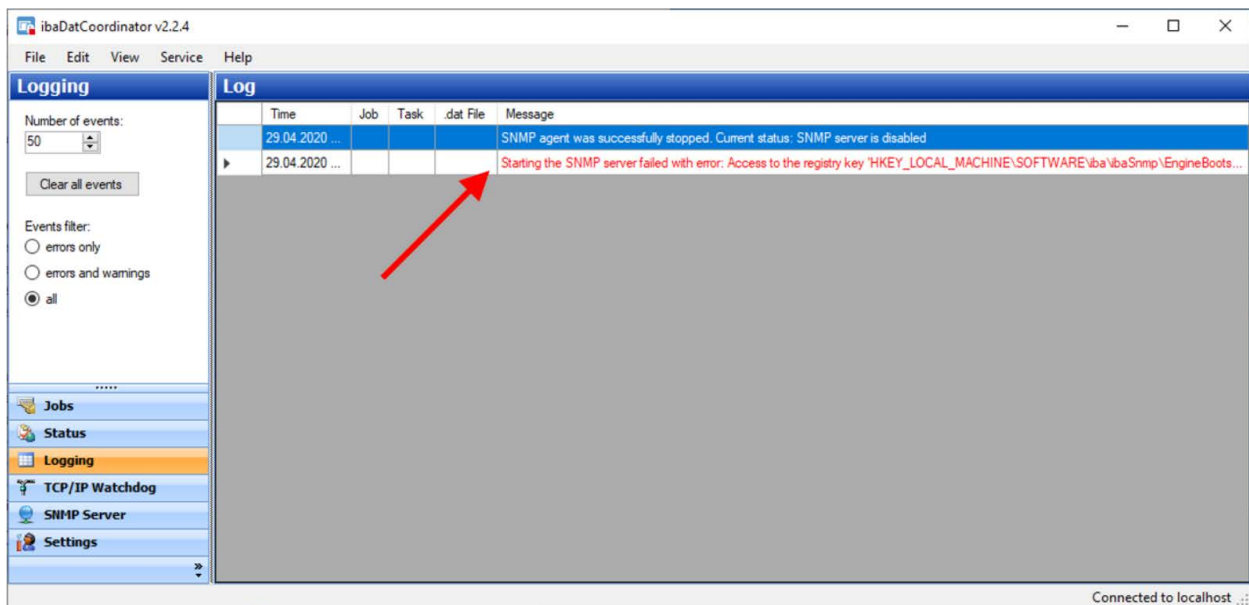 ibaDatCoordinator v2.2.4
File Edit View Service Help
Logging
Number of events:
50
Clear all events
Events filter:
errors only
errors and warnings
all
Jobs
Status
Logging
TCP/IP Watchdog
SNMP Server
Settings
Log
Time Job Task .dat File Message
29.04.2020 ... SNMP agent was successfully stopped. Current status: SNMP server is disabled
29.04.2020 ... Starting the SNMP server failed with error: Access to the registry key 'HKEY_LOCAL_MACHINE\SOFTWARE\iba\ibaSnmp\EngineBoots...
Connected to localhost